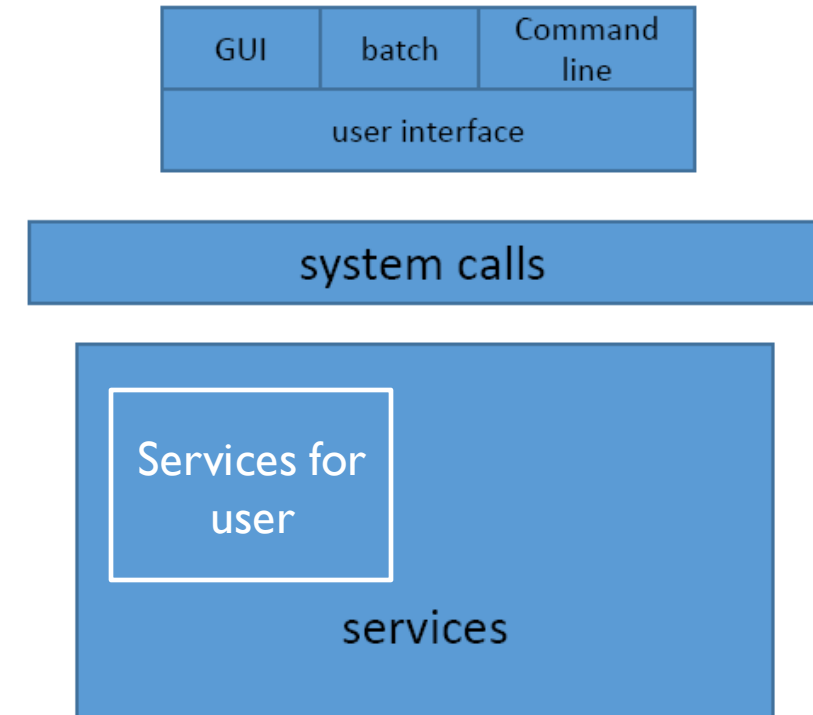 GUI
batch
Command
line
user interface
system calls
Services for
user
services